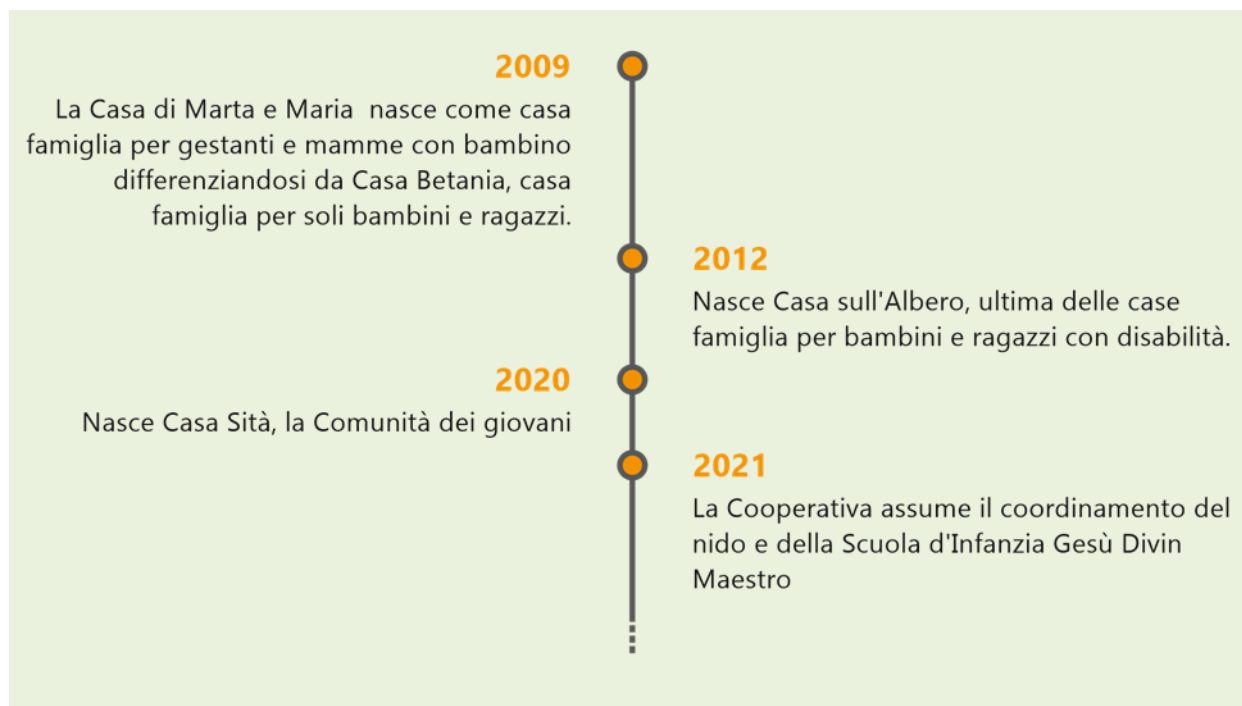 2009
La Casa di Marta e Maria  nasce come casa
famiglia per gestanti e mamme con bambino
differenziandosi da Casa Betania, casa
famiglia per soli bambini e ragazzi.
2012
Nasce Casa sull'Albero, ultima delle case
famiglia per bambini e ragazzi con disabilità.
2020
Nasce Casa Sità, la Comunità dei giovani
2021
La Cooperativa assume il coordinamento del
nido e della Scuola d'Infanzia Gesù Divin
Maestro